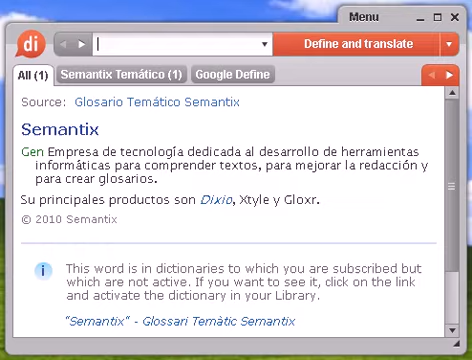 Menu
di
Define and translate
All (1)
Semantix Temático (1)
Google Define
Source: Glosario Temático Semantix
Semantix
Gen Empresa de tecnología dedicada al desarrollo de herramientas
informáticas para comprender textos, para mejorar la redacción y
para crear glosarios.
Su principales productos son Dixio, Xtyle y Gloxr.
© 2010 Semantix
i
This word is in dictionaries to which you are subscribed but
which are not active. If you want to see it, click on the link
and activate the dictionary in your Library.
"Semantix" - Glossari Temàtic Semantix